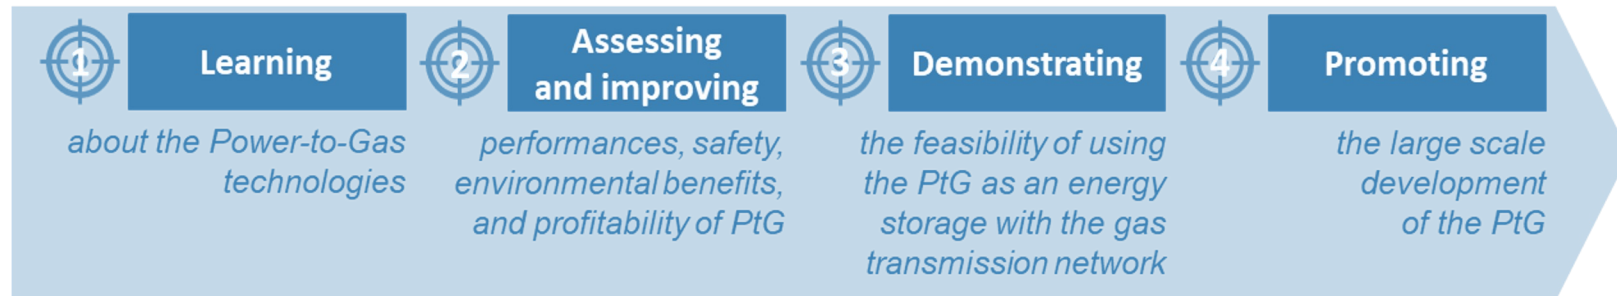 1
Learning
about the Power-to-Gas
technologies
2
Assessing
and improving
performances, safety,
environmental benefits,
and profitability of PtG
3
Demonstrating
the feasibility of using
the PtG as an energy
storage with the gas
transmission network
4
Promoting
the large scale
development
of the PtG